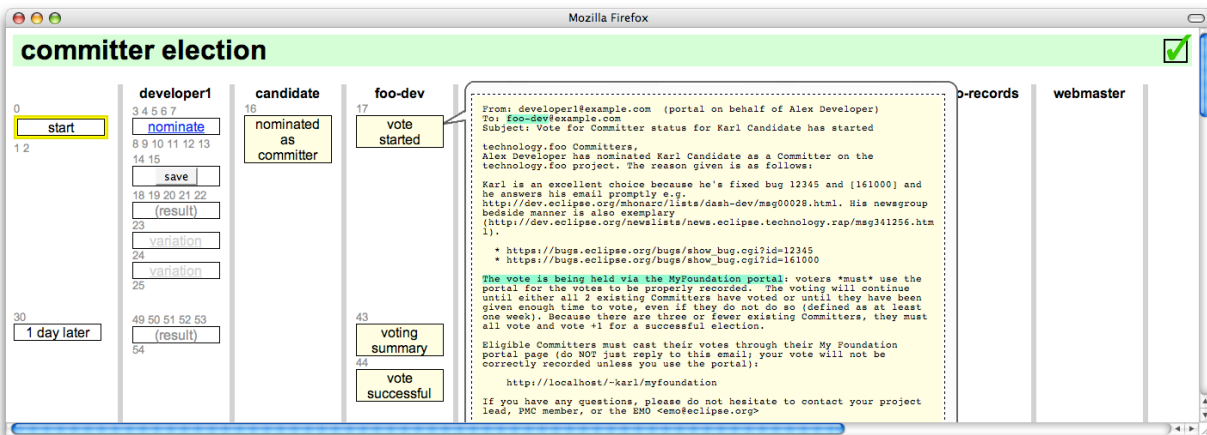 Mozilla Firefox
committer election
developer1
candidate
foo-dev
o-records
webmaster
0
start
1 2
3 4 5 6 7
nominate
8 9 10 11 12 13
14 15
save
18 19 20 21 22
(result)
23
variation
24
variation
25
16
nominated
as
committer
17
vote
started
From: developer1@example.com (portal on behalf of Alex Developer)
To: foo-dev@example.com
Subject: Vote for Committer status for Karl Candidate has started
technology.foo Committers,
Alex Developer has nominated Karl Candidate as a Committer on the
technology.foo project. The reason given is as follows:
Karl is an excellent choice because he's fixed bug 12345 and [161000] and
he answers his email promptly e.g.
http://dev.eclipse.org/mhonarc/lists/dash-dev/msg00028.html. His newsgroup
bedside manner is also exemplary
(http://dev.eclipse.org/newslists/news.eclipse.technology.rap/msg341256.htm
l).
* https://bugs.eclipse.org/bugs/show_bug.cgi?id=12345
* https://bugs.eclipse.org/bugs/show_bug.cgi?id=161000
The vote is being held via the MyFoundation portal: voters *must* use the
portal for the votes to be properly recorded. The voting will continue
until either all 2 existing Committers have voted or until they have been
given enough time to vote, even if they do not do so (defined as at least
one week). Because there are three or fewer existing Committers, they must
all vote and vote +1 for a successful election.
Eligible Committers must cast their votes through their My Foundation
portal page (do NOT just reply to this email; your vote will not be
correctly recorded unless you use the portal):
http://localhost/~karl/myfoundation
If you have any questions, please do not hesitate to contact your project
lead, PMC member, or the EMO <emo@eclipse.org>
30
1 day later
49 50 51 52 53
(result)
54
43
voting
summary
44
vote
successful